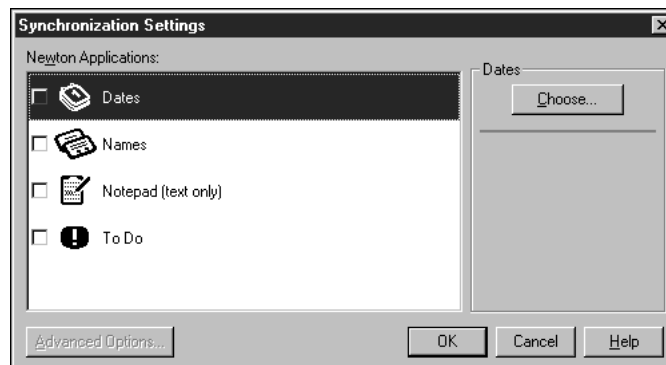 Synchronization Settings
Newton Applications:
Dates
Names
Notepad (text only)
To Do
Dates
Choose...
Advanced Options...
OK
Cancel
Help